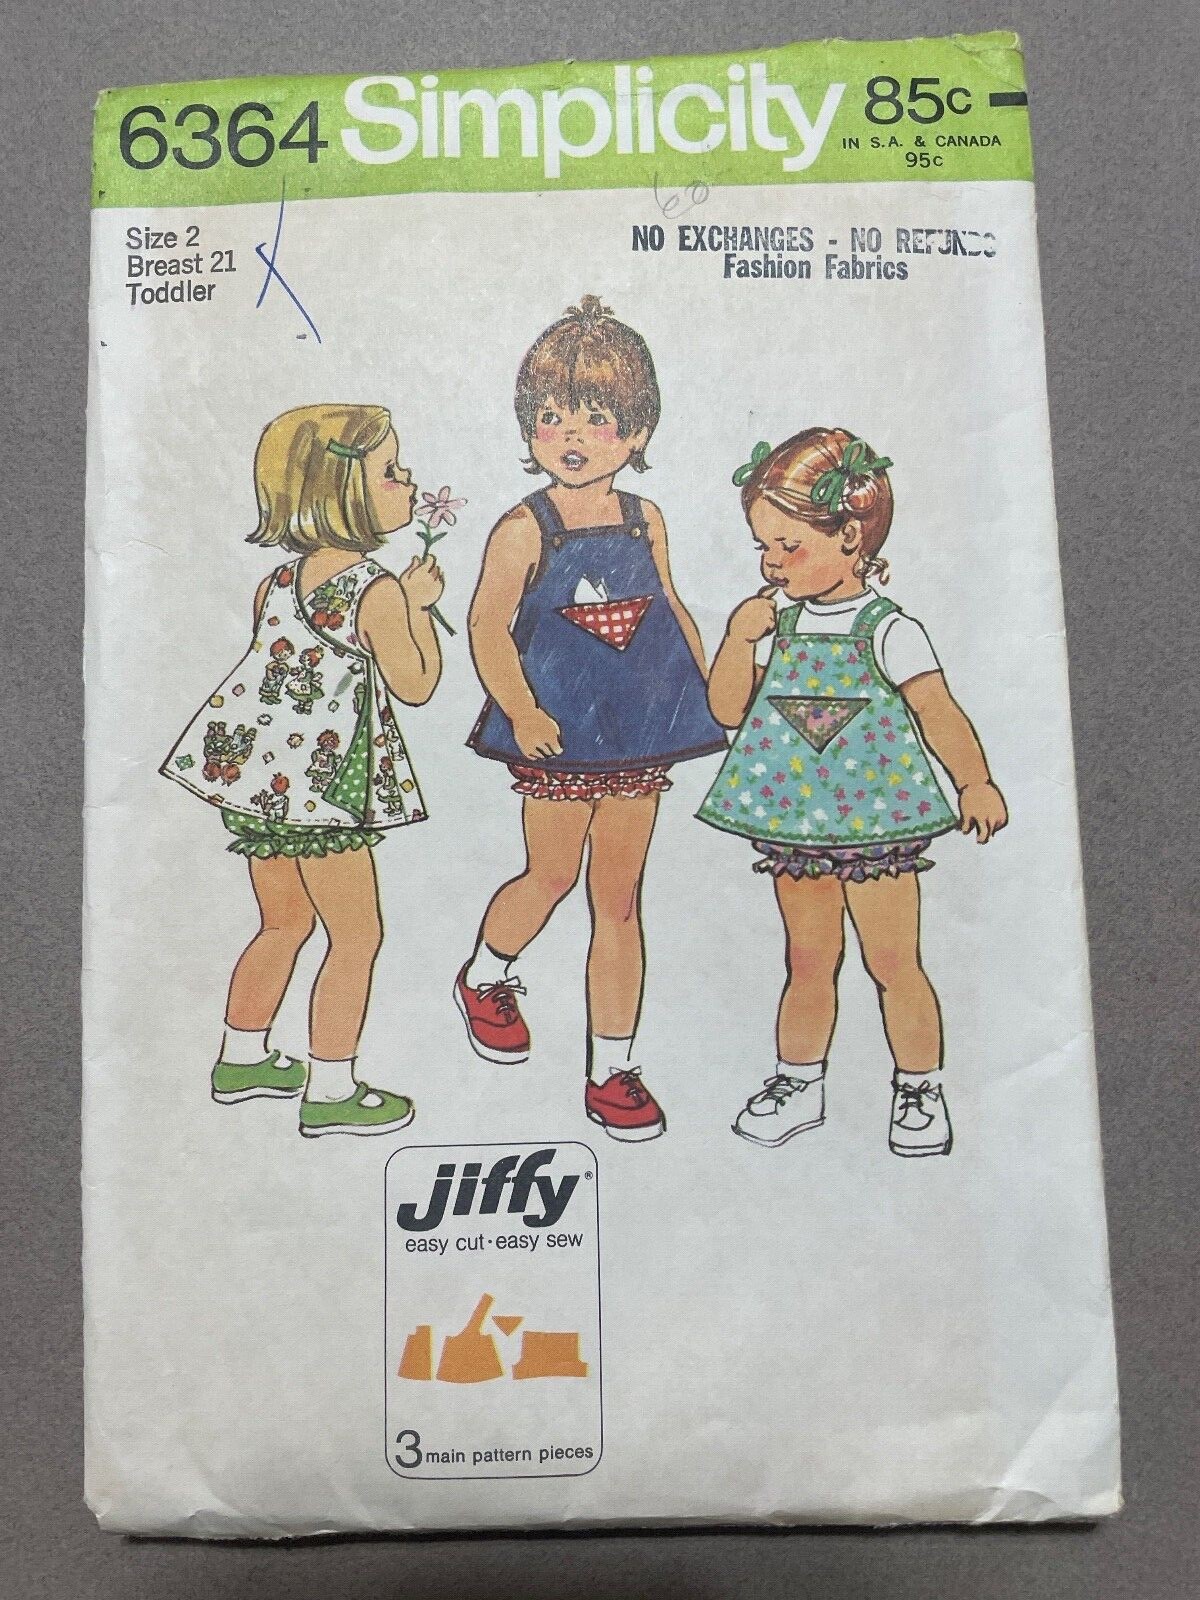 6364 Simplicity 85c
IN S.A. & CANADA
95c
60
Size 2
Breast 21
Toddler
NO EXCHANGES - NO REFUNDS
Fashion Fabrics
jiffy®
easy cut·easy sew
3 main pattern pieces